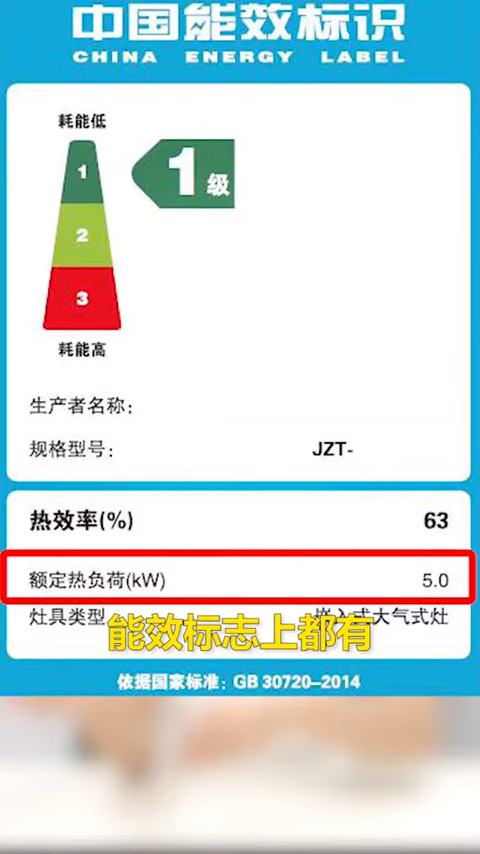 中国能效标识
CHINA ENERGY LABEL
耗能低
1
1级
2
3
耗能高
生产者名称：
规格型号： JZT-
热效率(%) 63
额定热负荷(kW) 5.0
灶具类型 嵌入式大气式灶
能效标志上都有
依据国家标准：GB 30720-2014